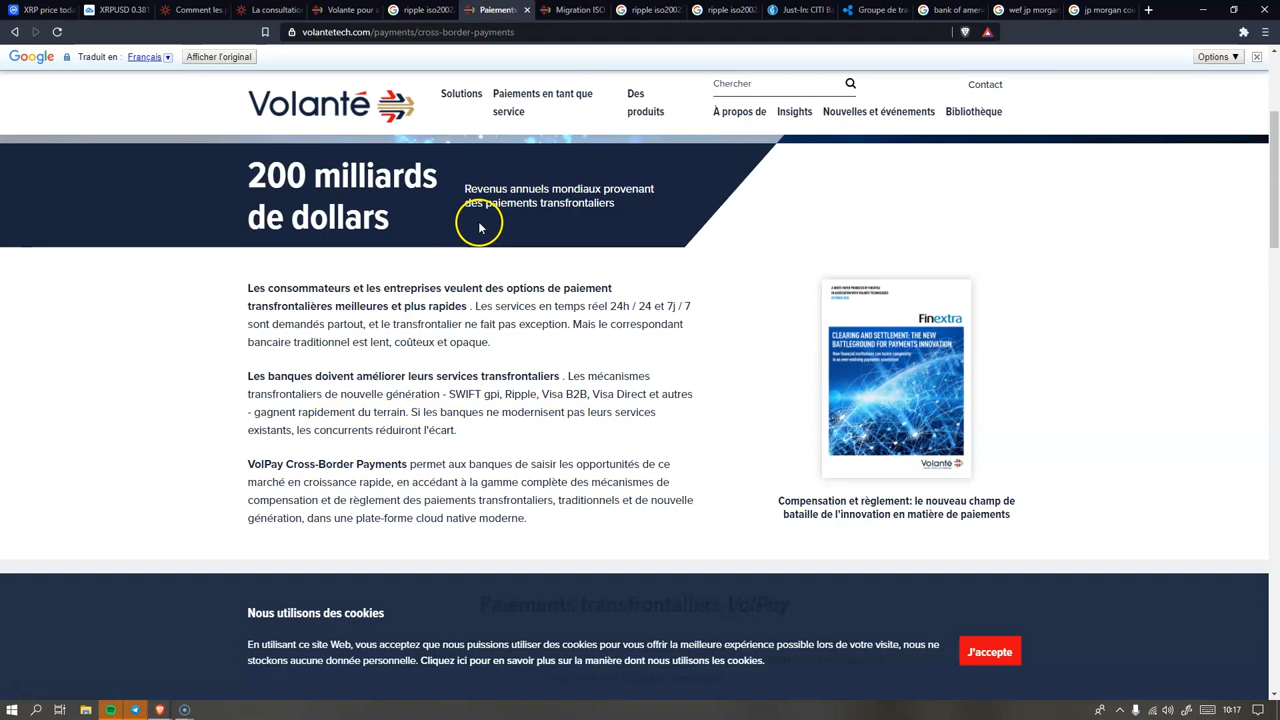 XRP price toda
XRPUSD 0.381
Comment les p
La consultatio
Volante pour a
ripple iso2002
Paiements
Migration ISO
ripple iso2002.
ripple iso2002.
Just-In: CITI Ba
Groupe de tra
bank of ameri
wef jp morgan
jp morgan coi
volantetech.com/payments/cross-border-payments
Google Traduit en : Français Afficher l'original Options ▼
Volanté
Solutions
Paiements en tant que
service
Des
produits
Chercher
Contact
À propos de Insights Nouvelles et événements Bibliothèque
200 milliards
de dollars
Revenus annuels mondiaux provenant
des paiements transfrontaliers
Les consommateurs et les entreprises veulent des options de paiement
transfrontalières meilleures et plus rapides . Les services en temps réel 24h / 24 et 7j / 7
sont demandés partout, et le transfrontalier ne fait pas exception. Mais le correspondant
bancaire traditionnel est lent, coûteux et opaque.
Les banques doivent améliorer leurs services transfrontaliers . Les mécanismes
transfrontaliers de nouvelle génération - SWIFT gpi, Ripple, Visa B2B, Visa Direct et autres
- gagnent rapidement du terrain. Si les banques ne modernisent pas leurs services
existants, les concurrents réduiront l'écart.
VolPay Cross-Border Payments permet aux banques de saisir les opportunités de ce
marché en croissance rapide, en accédant à la gamme complète des mécanismes de
compensation et de règlement des paiements transfrontaliers, traditionnels et de nouvelle
génération, dans une plate-forme cloud native moderne.
Finextra
CLEARING AND SETTLEMENT: THE NEW
BATTLEGROUND FOR PAYMENTS INNOVATION
Volanté
Compensation et règlement: le nouveau champ de
bataille de l'innovation en matière de paiements
Paiements transfrontaliers VolPay
Nous utilisons des cookies
En utilisant ce site Web, vous acceptez que nous puissions utiliser des cookies pour vous offrir la meilleure expérience possible lors de votre visite, nous ne
stockons aucune donnée personnelle. Cliquez ici pour en savoir plus sur la manière dont nous utilisons les cookies.
J'accepte
10:17